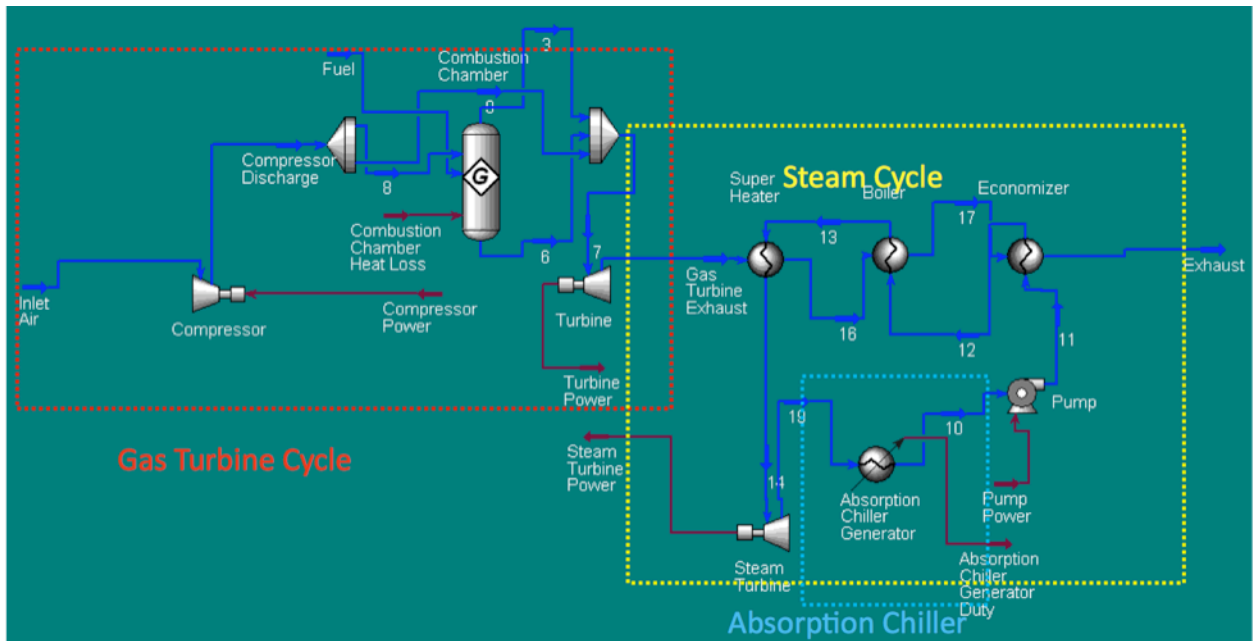 3
Fuel
Combustion
Chamber
9
Compressor
Discharge
8
G
Combustion
Chamber
Heat Loss
6
7
Inlet
Air
Compressor
Compressor
Power
Turbine
Turbine
Power
Gas Turbine Cycle
Steam Cycle
Super
Heater
Boiler
Economizer
13
17
Gas
Turbine
Exhaust
16
12
11
Exhaust
Pump
19
10
Steam
Turbine
Power
14
Absorption
Chiller
Generator
Pump
Power
Steam
Turbine
Absorption
Chiller
Generator
Duty
Absorption Chiller